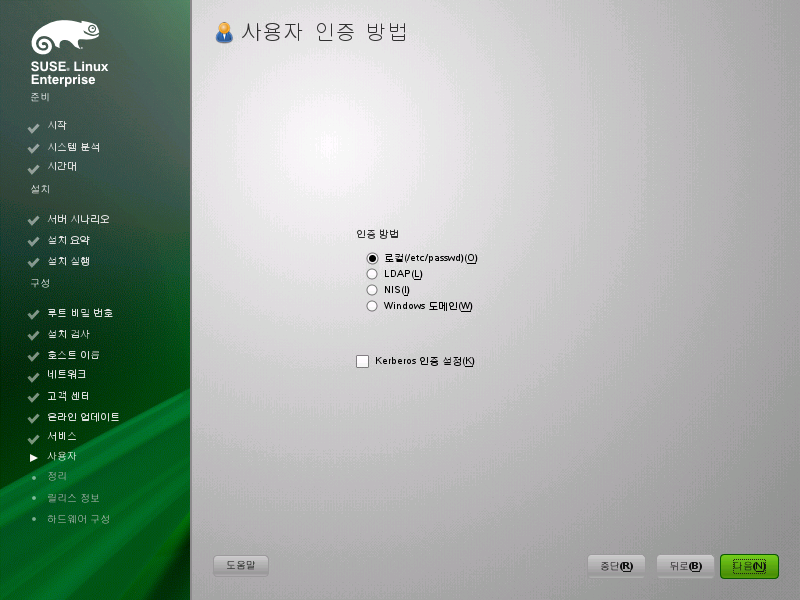 SUSE. Linux
Enterprise
준비
시작
시스템 분석
시간대
설치
서버 시나리오
설치 요약
설치 실행
구성
루트 비밀 번호
설치 검사
호스트 이름
네트워크
고객 센터
온라인 업데이트
서비스
사용자
정리
릴리스 정보
하드웨어 구성
사용자 인증 방법
인증 방법
로컬(/etc/passwd)(O)
LDAP(L)
NIS(I)
Windows 도메인(W)
Kerberos 인증 설정(K)
도움말
중단(R)
뒤로(B)
다음(N)